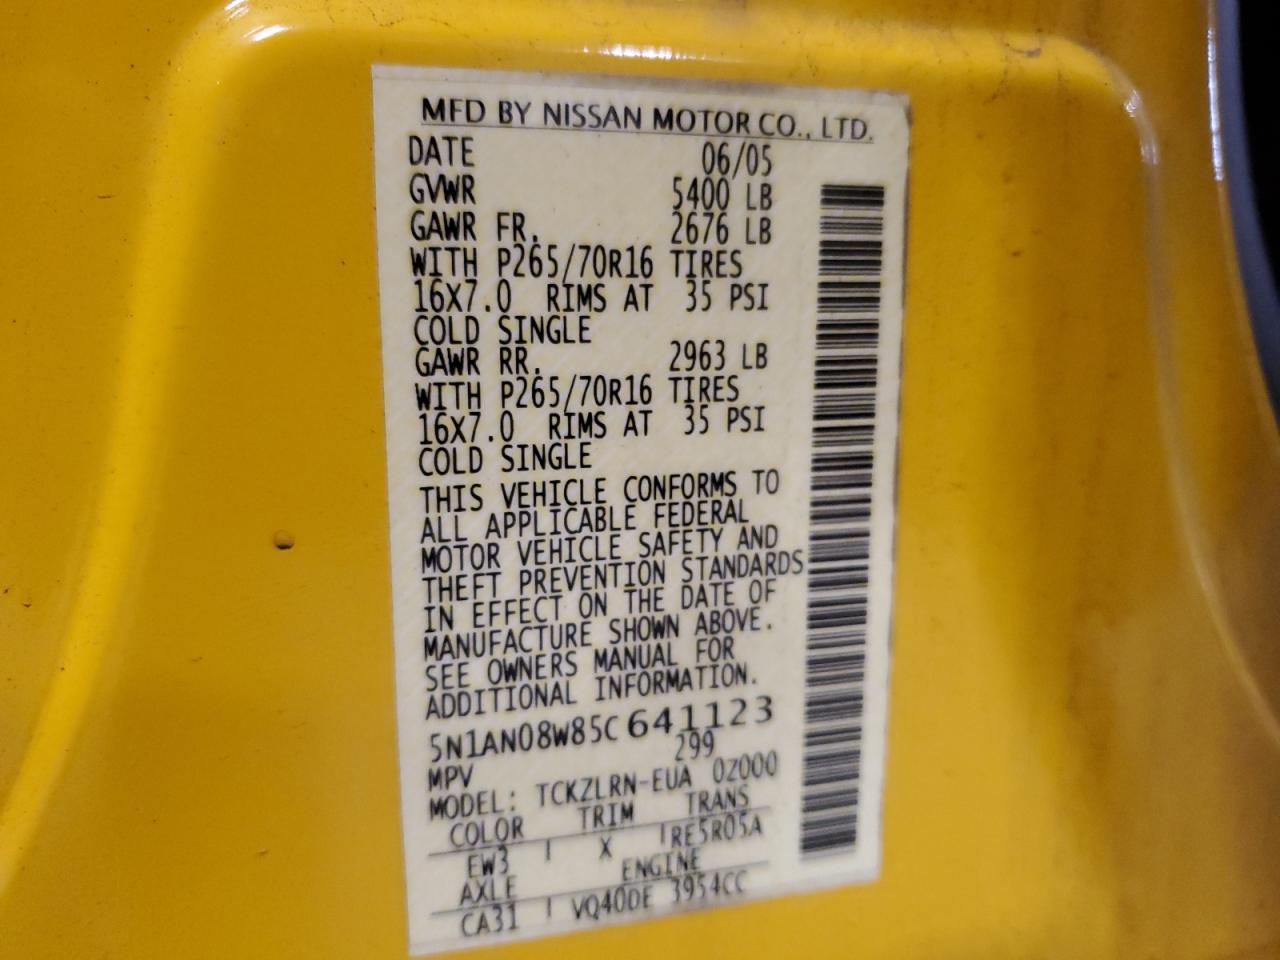 MFD BY NISSAN MOTOR CO., LTD.
DATE 06/05
GVWR 5400 LB
GAWR FR. 2676 LB
WITH P265/70R16 TIRES
16X7.0 RIMS AT 35 PSI
COLD SINGLE
GAWR RR. 2963 LB
WITH P265/70R16 TIRES
16X7.0 RIMS AT 35 PSI
COLD SINGLE
THIS VEHICLE CONFORMS TO
ALL APPLICABLE FEDERAL
MOTOR VEHICLE SAFETY AND
THEFT PREVENTION STANDARDS
IN EFFECT ON THE DATE OF
MANUFACTURE SHOWN ABOVE.
SEE OWNERS MANUAL FOR
ADDITIONAL INFORMATION.
5N1AN08W85C641123
MPV 299
MODEL: TCKZLRN-EUA 0Z000
COLOR TRIM TRANS
EW3 X RE5R05A
AXLE ENGINE
CA31 VQ40DE 3954CC